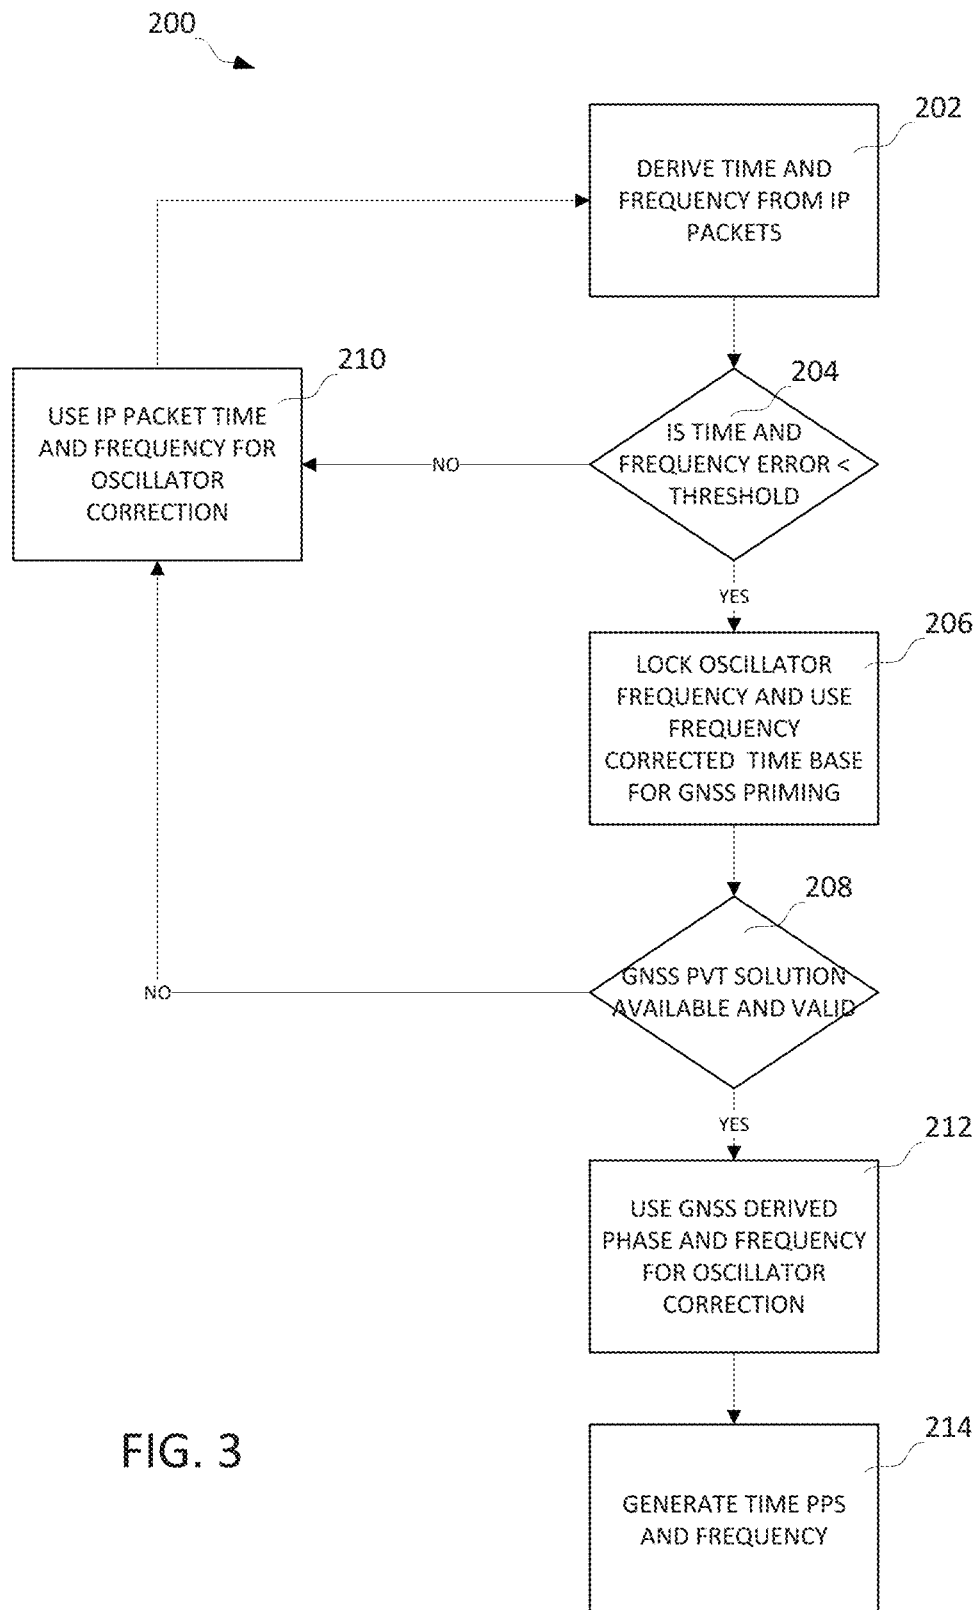 200
202
DERIVE TIME AND
FREQUENCY FROM IP
PACKETS
210
USE IP PACKET TIME
AND FREQUENCY FOR
OSCILLATOR
CORRECTION
204
IS TIME AND
FREQUENCY ERROR <
THRESHOLD
NO
YES
206
LOCK OSCILLATOR
FREQUENCY AND USE
FREQUENCY
CORRECTED TIME BASE
FOR GNSS PRIMING
208
GNSS PVT SOLUTION
AVAILABLE AND VALID
NO
YES
212
USE GNSS DERIVED
PHASE AND FREQUENCY
FOR OSCILLATOR
CORRECTION
214
GENERATE TIME PPS
AND FREQUENCY
FIG. 3